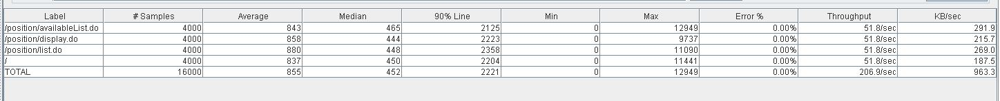 Label # Samples Average Median 90% Line Min Max Error % Throughput KB/sec
/position/availableList.do 4000 843 465 2125 0 12949 0.00% 51.8/sec 291.9
/position/display.do 4000 858 444 2223 0 9737 0.00% 51.8/sec 215.7
/position/list.do 4000 880 448 2358 0 11090 0.00% 51.8/sec 269.0
/ 4000 837 450 2204 0 11441 0.00% 51.8/sec 187.5
TOTAL 16000 855 452 2221 0 12949 0.00% 206.9/sec 963.3